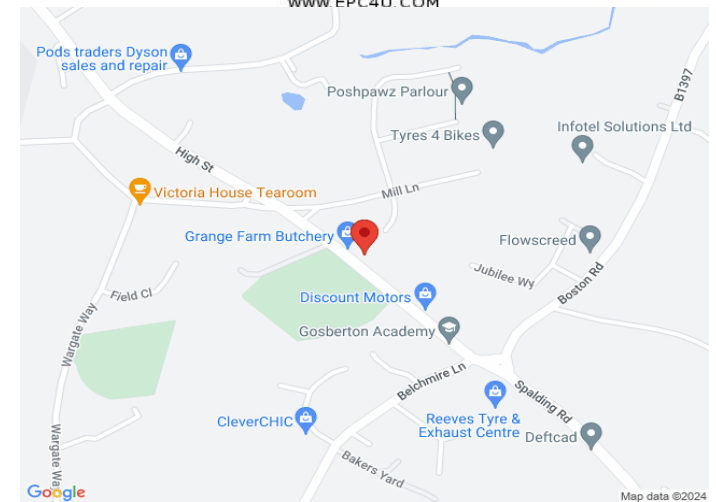 WWW.EPC4U.COM
Pods traders Dyson
sales and repair
Poshpawz Parlour
B1397
Tyres 4 Bikes
Infotel Solutions Ltd
High St
Mill Ln
Victoria House Tearoom
Grange Farm Butchery
Flowscreed
Jubilee Wy
Boston Rd
Field Cl
Discount Motors
Wargate Way
Gosberton Academy
Belchmire Ln
Spalding Rd
CleverCHIC
Reeves Tyre &
Exhaust Centre
Deftcad
Wargate Way
Bakers Yard
Google
Map data ©2024